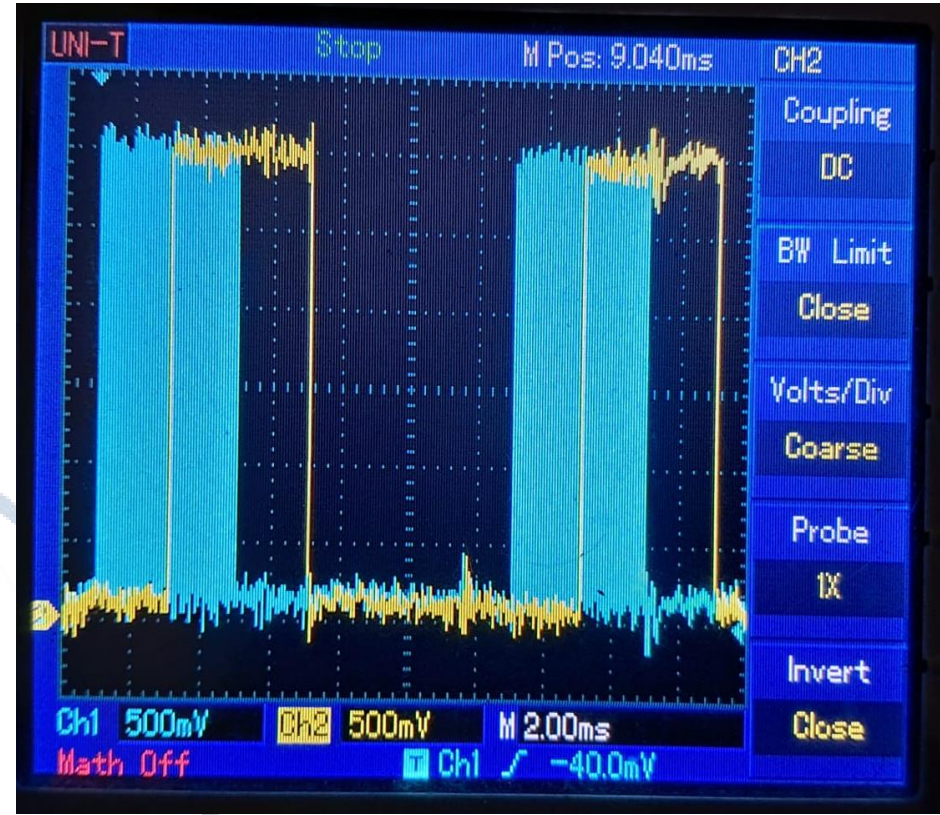 UNI-T Stop M Pos: 9.040ms CH2
Coupling
DC
BW Limit
Close
Volts/Div
Coarse
Probe
1X
Invert
Close
Ch1 500mV Ch2 500mV M 2.00ms
Math Off T Ch1 -40.0mV